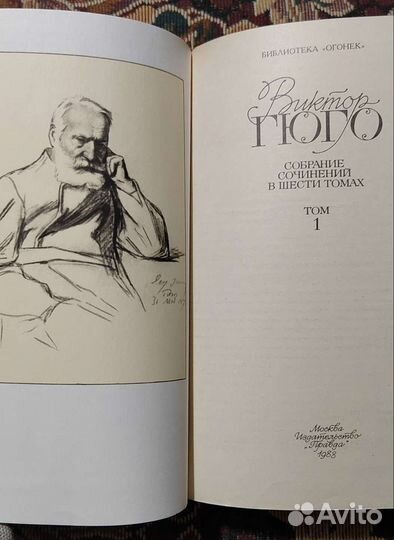 БИБЛИОТЕКА «ОГОНЕК»
Виктор
ГЮГО
СОБРАНИЕ
СОЧИНЕНИЙ
В ШЕСТИ ТОМАХ
ТОМ
1
Москва
Издательство
„Правда“
1988
Avito